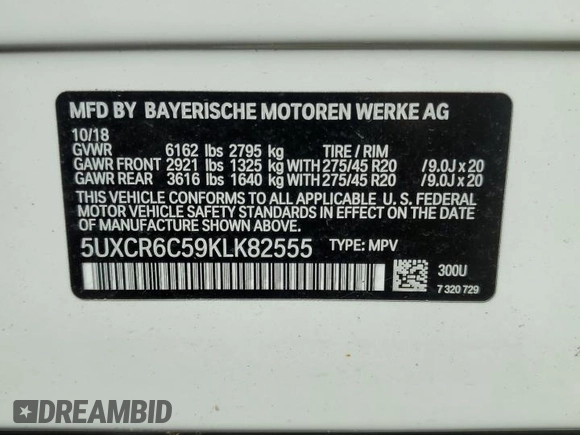 MFD BY BAYERISCHE MOTOREN WERKE AG
10/18
GVWR 6162 lbs 2795 kg TIRE / RIM
GAWR FRONT 2921 lbs 1325 kg WITH 275/45 R20 /9.0J x 20
GAWR REAR 3616 lbs 1640 kg WITH 275/45 R20 /9.0J x 20
THIS VEHICLE CONFORMS TO ALL APPLICABLE U. S. FEDERAL
MOTOR VEHICLE SAFETY STANDARDS IN EFFECT ON THE DATE
OF MANUFACTURE SHOWN ABOVE.
5UXCR6C59KLK82555 TYPE: MPV
300U
7 320 729
DREAMBID